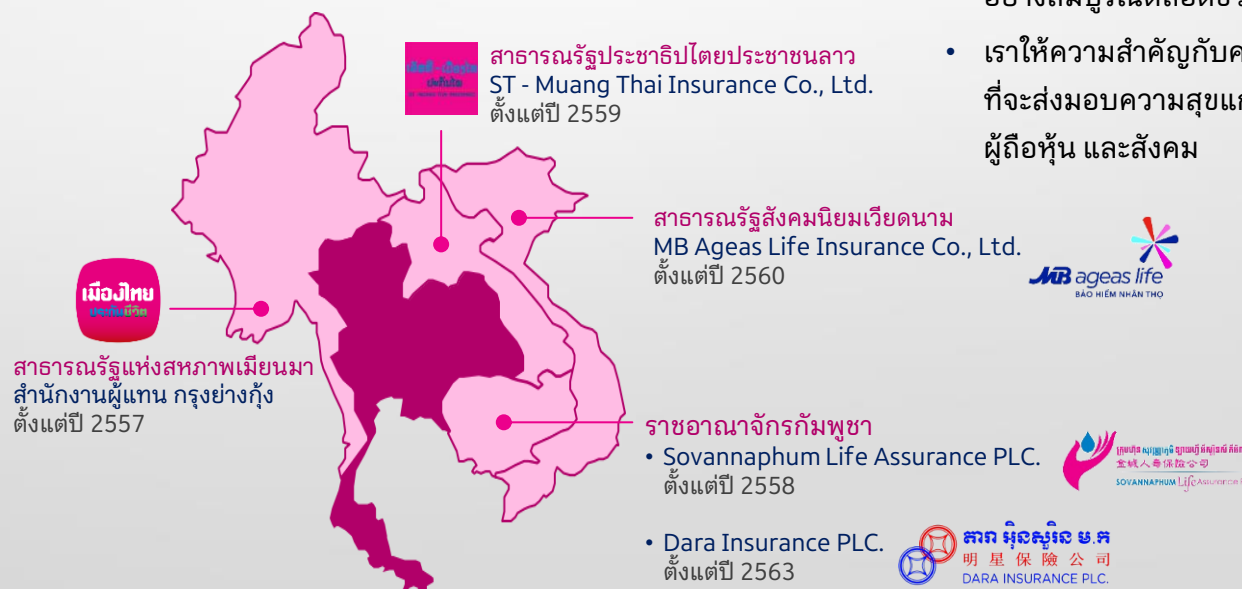 • เราให้ความสำคัญกับค
ที่จะส่งมอบความสุขแก
ผู้ถือหุ้น และสังคม
สาธารณรัฐประชาธิปไตยประชาชนลาว
ST - Muang Thai Insurance Co., Ltd.
ตั้งแต่ปี 2559
สาธารณรัฐสังคมนิยมเวียดนาม
MB Ageas Life Insurance Co., Ltd.
ตั้งแต่ปี 2560
MB ageas life
BẢO HIỂM NHÂN THỌ
เมืองไทย
ประกันชีวิต
สาธารณรัฐแห่งสหภาพเมียนมา
สำนักงานผู้แทน กรุงย่างกุ้ง
ตั้งแต่ปี 2557
ราชอาณาจักรกัมพูชา
• Sovannaphum Life Assurance PLC.
ตั้งแต่ปี 2558
金城人壽保險公司
SOVANNAPHUM Life Assurance
• Dara Insurance PLC.
ตั้งแต่ปี 2563
明星保險公司
DARA INSURANCE PLC.